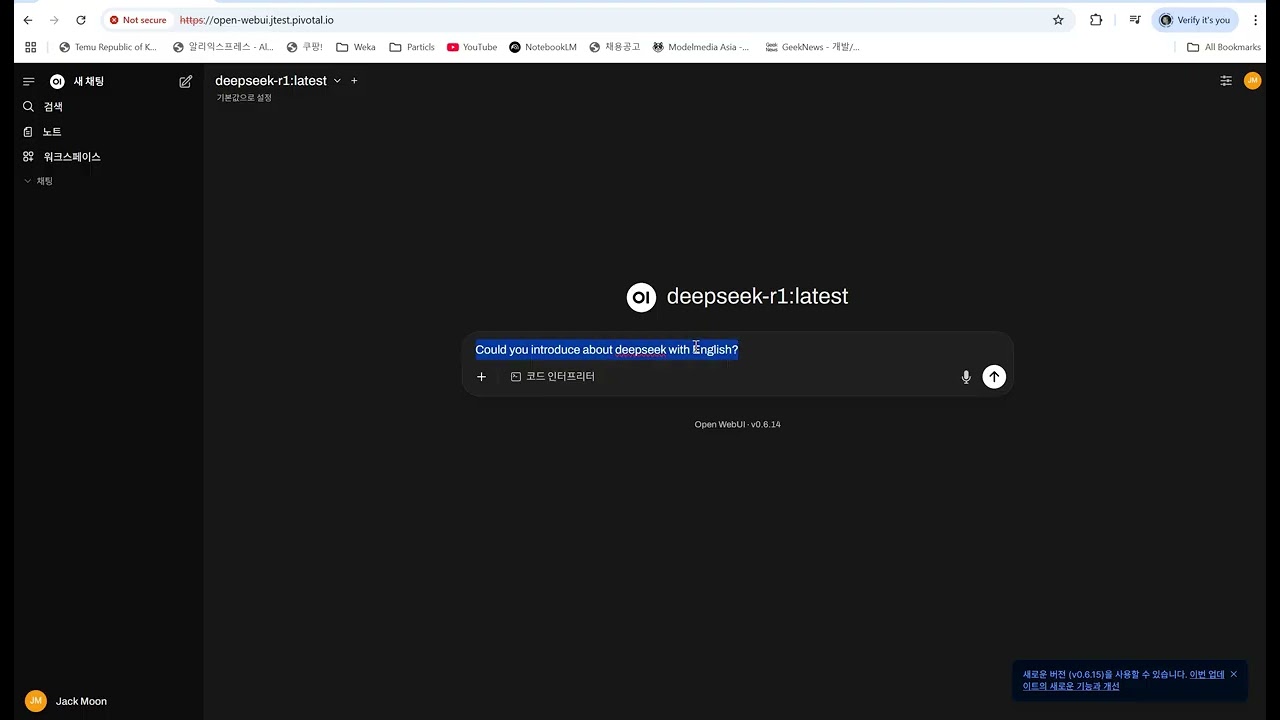 Not secure https://open-webui.jtest.pivotal.io Verify it's you
Temu Republic of K... 알리익스프레스 - Al... 쿠팡! Weka Particls YouTube NotebookLM 채용공고 Modelmedia Asia -... GeekNews - 개발/... All Bookmarks
OI 새 채팅
deepseek-r1:latest
JM
기본값으로 설정
검색
노트
워크스페이스
채팅
OI deepseek-r1:latest
Could you introduce about deepseek with English?
코드 인터프리터
Open WebUI · v0.6.14
새로운 버전 (v0.6.15)을 사용할 수 있습니다. 이번 업데
이트의 새로운 기능과 개선
JM Jack Moon